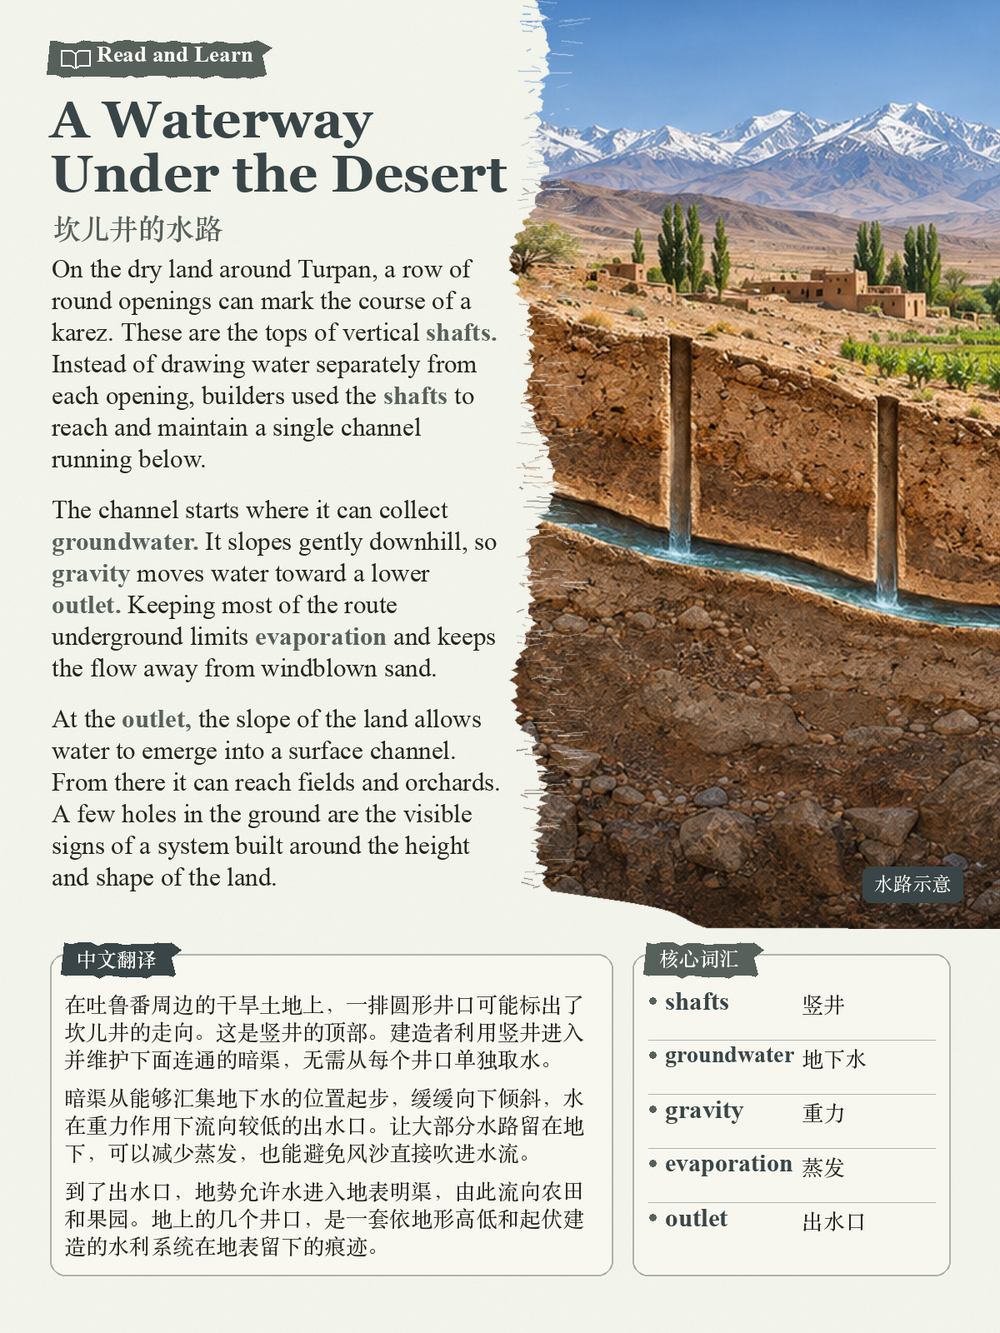 Read and Learn
A Waterway
Under the Desert
坎儿井的水路
On the dry land around Turpan, a row of
round openings can mark the course of a
karez. These are the tops of vertical shafts.
Instead of drawing water separately from
each opening, builders used the shafts to
reach and maintain a single channel
running below.
The channel starts where it can collect
groundwater. It slopes gently downhill, so
gravity moves water toward a lower
outlet. Keeping most of the route
underground limits evaporation and keeps
the flow away from windblown sand.
At the outlet, the slope of the land allows
water to emerge into a surface channel.
From there it can reach fields and orchards.
A few holes in the ground are the visible
signs of a system built around the height
and shape of the land.
水路示意
中文翻译
在吐鲁番周边的干旱土地上，一排圆形井口可能标出了
坎儿井的走向。这是竖井的顶部。建造者利用竖井进入
并维护下面连通的暗渠，无需从每个井口单独取水。
暗渠从能够汇集地下水的位置起步，缓缓向下倾斜，水
在重力作用下流向较低的出水口。让大部分水路留在地
下，可以减少蒸发，也能避免风沙直接吹进水流。
到了出水口，地势允许水进入地表明渠，由此流向农田
和果园。地上的几个井口，是一套依地形高低和起伏建
造的水利系统在地表留下的痕迹。
核心词汇
• shafts 竖井
• groundwater 地下水
• gravity 重力
• evaporation 蒸发
• outlet 出水口